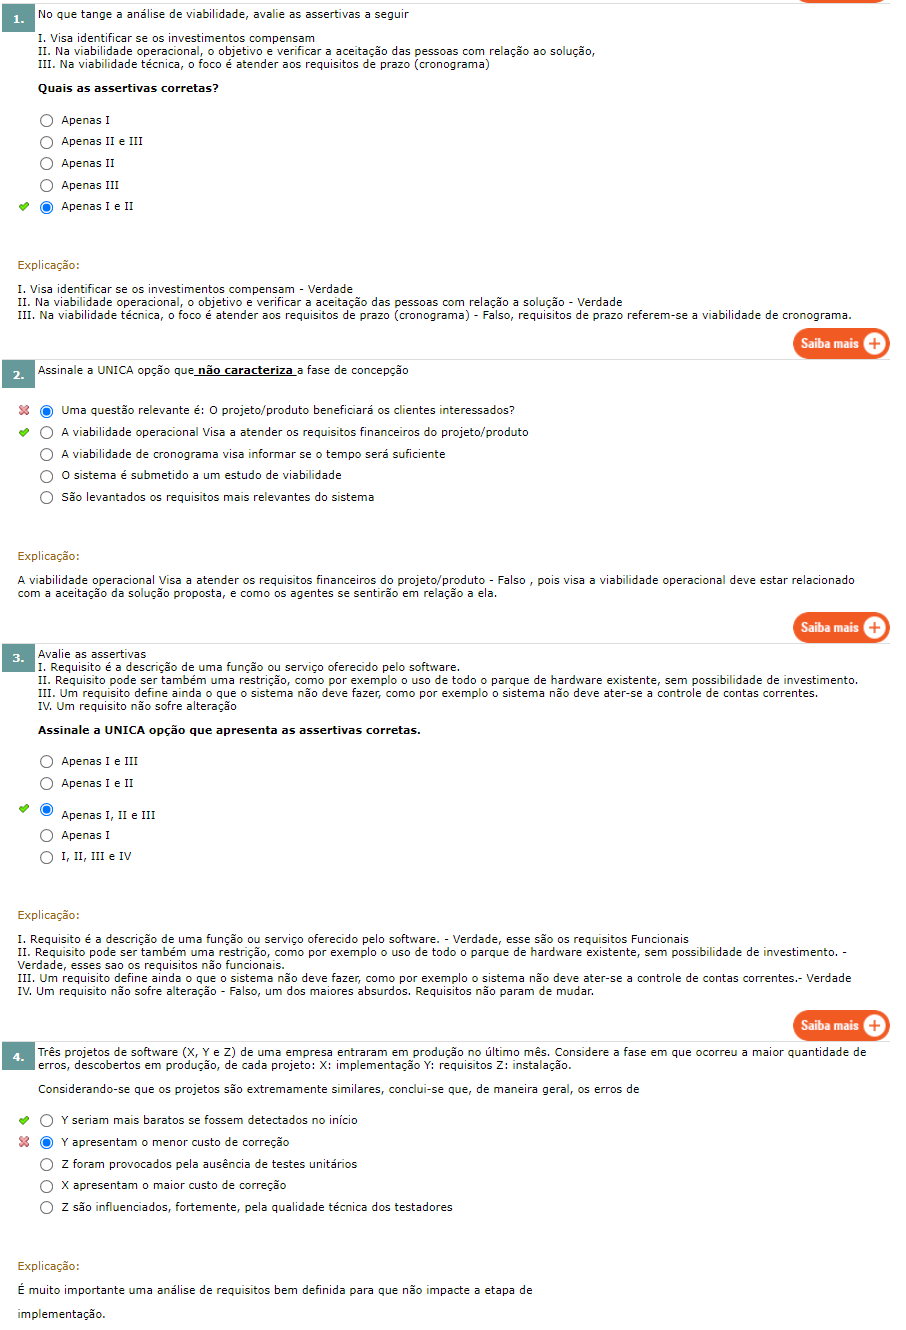 1.
No que tange a análise de viabilidade, avalie as assertivas a seguir
I. Visa identificar se os investimentos compensam
II. Na viabilidade operacional, o objetivo e verificar a aceitação das pessoas com relação ao solução,
III. Na viabilidade técnica, o foco é atender aos requisitos de prazo (cronograma)
Quais as assertivas corretas?
Apenas I
Apenas II e III
Apenas II
Apenas III
Apenas I e II
Explicação:
I. Visa identificar se os investimentos compensam - Verdade
II. Na viabilidade operacional, o objetivo e verificar a aceitação das pessoas com relação a solução - Verdade
III. Na viabilidade técnica, o foco é atender aos requisitos de prazo (cronograma) - Falso, requisitos de prazo referem-se a viabilidade de cronograma.
Saiba mais
2.
Assinale a UNICA opção que não caracteriza a fase de concepção
Uma questão relevante é: O projeto/produto beneficiará os clientes interessados?
A viabilidade operacional Visa a atender os requisitos financeiros do projeto/produto
A viabilidade de cronograma visa informar se o tempo será suficiente
O sistema é submetido a um estudo de viabilidade
São levantados os requisitos mais relevantes do sistema
Explicação:
A viabilidade operacional Visa a atender os requisitos financeiros do projeto/produto - Falso , pois visa a viabilidade operacional deve estar relacionado
com a aceitação da solução proposta, e como os agentes se sentirão em relação a ela.
Saiba mais
3.
Avalie as assertivas
I. Requisito é a descrição de uma função ou serviço oferecido pelo software.
II. Requisito pode ser também uma restrição, como por exemplo o uso de todo o parque de hardware existente, sem possibilidade de investimento.
III. Um requisito define ainda o que o sistema não deve fazer, como por exemplo o sistema não deve ater-se a controle de contas correntes.
IV. Um requisito não sofre alteração
Assinale a UNICA opção que apresenta as assertivas corretas.
Apenas I e III
Apenas I e II
Apenas I, II e III
Apenas I
I, II, III e IV
Explicação:
I. Requisito é a descrição de uma função ou serviço oferecido pelo software. - Verdade, esse são os requisitos Funcionais
II. Requisito pode ser também uma restrição, como por exemplo o uso de todo o parque de hardware existente, sem possibilidade de investimento. -
Verdade, esses sao os requisitos não funcionais.
III. Um requisito define ainda o que o sistema não deve fazer, como por exemplo o sistema não deve ater-se a controle de contas correntes.- Verdade
IV. Um requisito não sofre alteração - Falso, um dos maiores absurdos. Requisitos não param de mudar.
Saiba mais
4.
Três projetos de software (X, Y e Z) de uma empresa entraram em produção no último mês. Considere a fase em que ocorreu a maior quantidade de
erros, descobertos em produção, de cada projeto: X: implementação Y: requisitos Z: instalação.
Considerando-se que os projetos são extremamente similares, conclui-se que, de maneira geral, os erros de
Y seriam mais baratos se fossem detectados no início
Y apresentam o menor custo de correção
Z foram provocados pela ausência de testes unitários
X apresentam o maior custo de correção
Z são influenciados, fortemente, pela qualidade técnica dos testadores
Explicação:
É muito importante uma análise de requisitos bem definida para que não impacte a etapa de
implementação.